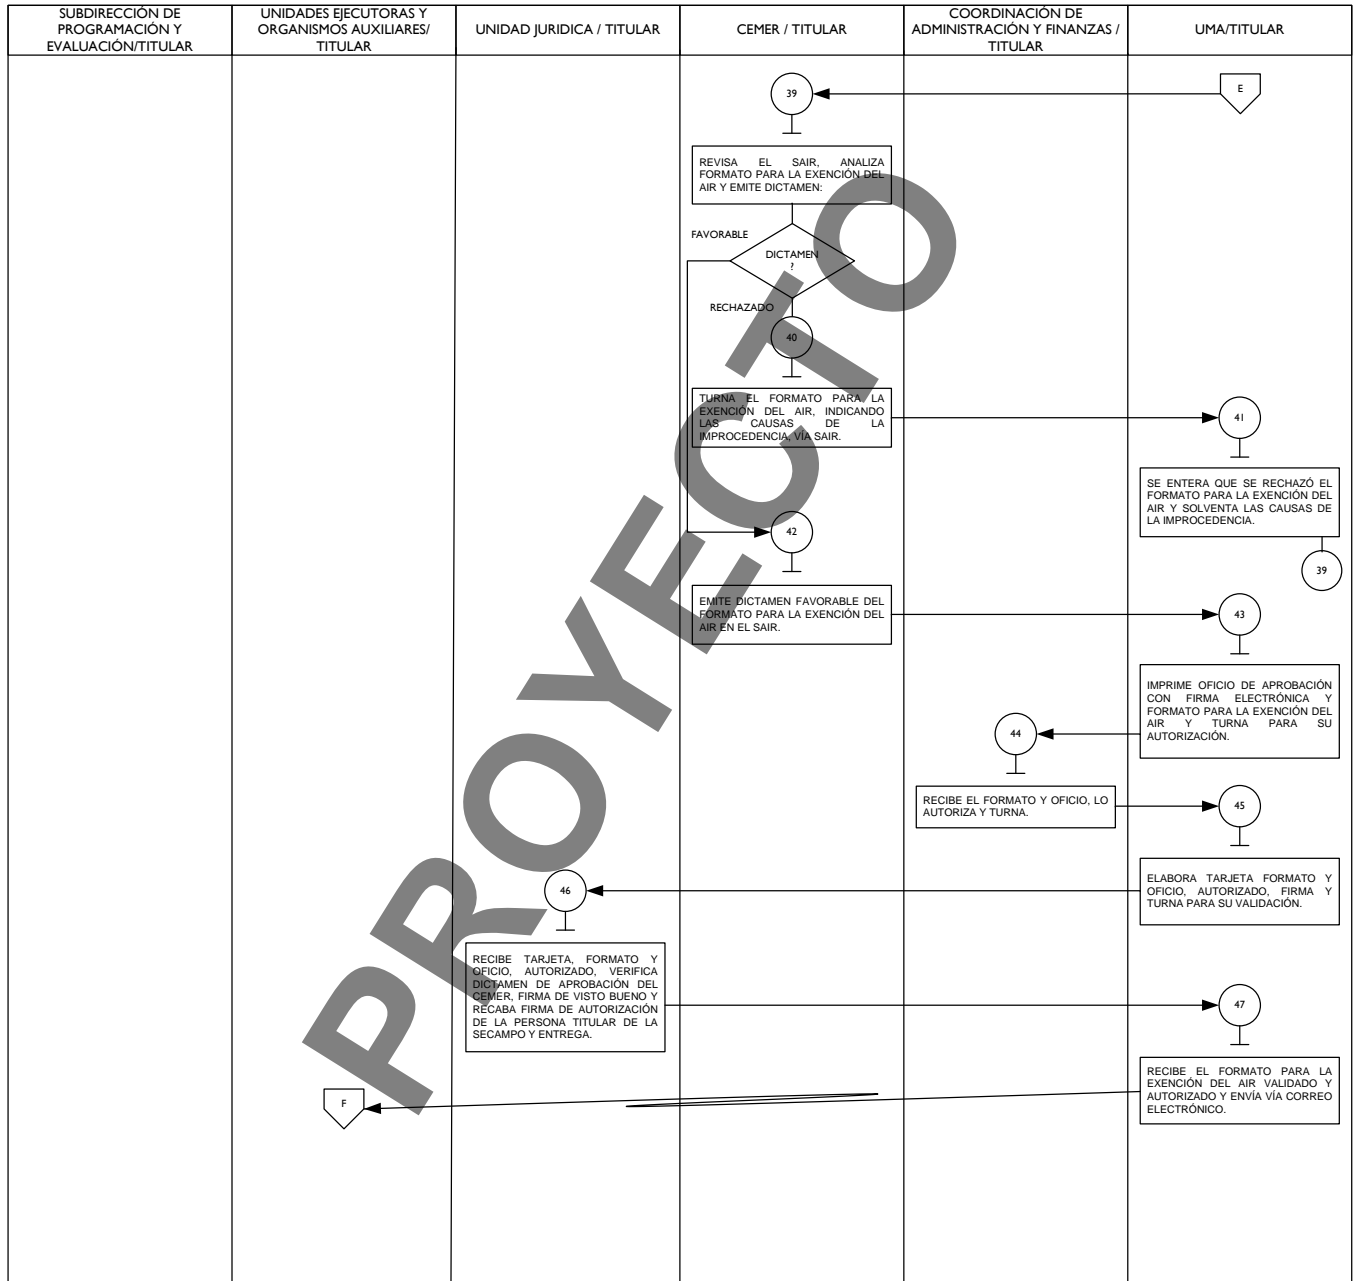 SUBDIRECCIÓN DE
PROGRAMACIÓN Y
EVALUACIÓN/TITULAR
UNIDADES EJECUTORAS Y
ORGANISMOS AUXILIARES/
TITULAR
UNIDAD JURIDICA / TITULAR
CEMER / TITULAR
COORDINACIÓN DE
ADMINISTRACIÓN Y FINANZAS /
TITULAR
UMA/TITULAR
39
E
REVISA EL SAIR, ANALIZA
FORMATO PARA LA EXENCIÓN DEL
AIR Y EMITE DICTAMEN:
FAVORABLE
DICTAMEN
?
RECHAZADO
40
TURNA EL FORMATO PARA LA
EXENCIÓN DEL AIR, INDICANDO
LAS CAUSAS DE LA
IMPROCEDENCIA, VÍA SAIR.
41
SE ENTERA QUE SE RECHAZÓ EL
FORMATO PARA LA EXENCIÓN DEL
AIR Y SOLVENTA LAS CAUSAS DE
LA IMPROCEDENCIA.
39
42
EMITE DICTAMEN FAVORABLE DEL
FORMATO PARA LA EXENCIÓN DEL
AIR EN EL SAIR.
43
IMPRIME OFICIO DE APROBACIÓN
CON FIRMA ELECTRÓNICA Y
FORMATO PARA LA EXENCIÓN DEL
AIR Y TURNA PARA SU
AUTORIZACIÓN.
44
RECIBE EL FORMATO Y OFICIO, LO
AUTORIZA Y TURNA.
45
ELABORA TARJETA FORMATO Y
OFICIO, AUTORIZADO, FIRMA Y
TURNA PARA SU VALIDACIÓN.
46
RECIBE TARJETA, FORMATO Y
OFICIO, AUTORIZADO, VERIFICA
DICTAMEN DE APROBACIÓN DEL
CEMER, FIRMA DE VISTO BUENO Y
RECABA FIRMA DE AUTORIZACIÓN
DE LA PERSONA TITULAR DE LA
SECAMPO Y ENTREGA.
47
RECIBE EL FORMATO PARA LA
EXENCIÓN DEL AIR VALIDADO Y
AUTORIZADO Y ENVÍA VÍA CORREO
ELECTRÓNICO.
F
PROYECTO